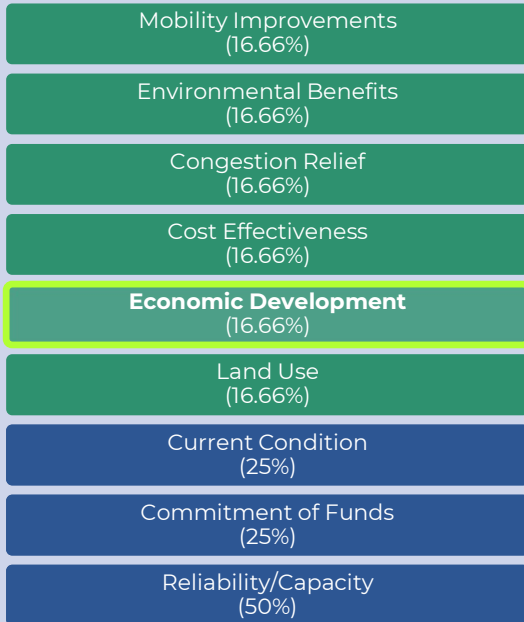 Mobility Improvements
(16.66%)
Environmental Benefits
(16.66%)
Congestion Relief
(16.66%)
Cost Effectiveness
(16.66%)
Economic Development
(16.66%)
Land Use
(16.66%)
Current Condition
(25%)
Commitment of Funds
(25%)
Reliability/Capacity
(50%)